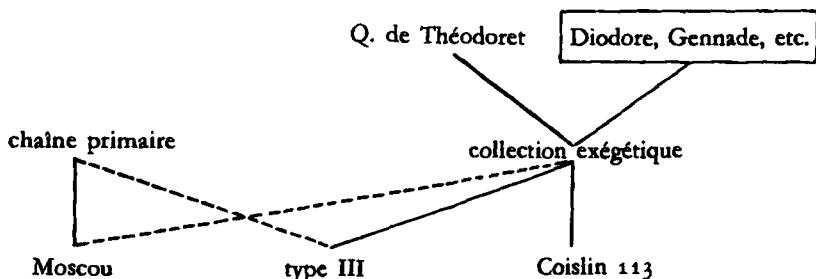 Q. de Théodoret Diodore, Gennade, etc.
chaîne primaire collection exégétique
Moscou type III Coislin 113